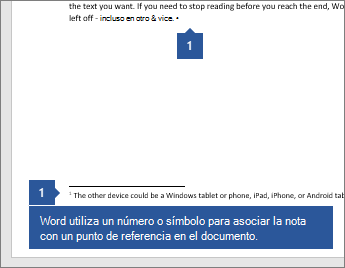 the text you want. If you need to stop reading before you reach the end, Wo
left off - incluso en otro & vice. •
1
1
¹ The other device could be a Windows tablet or phone, iPad, iPhone, or Android tab
Word utiliza un número o símbolo para asociar la nota
con un punto de referencia en el documento.